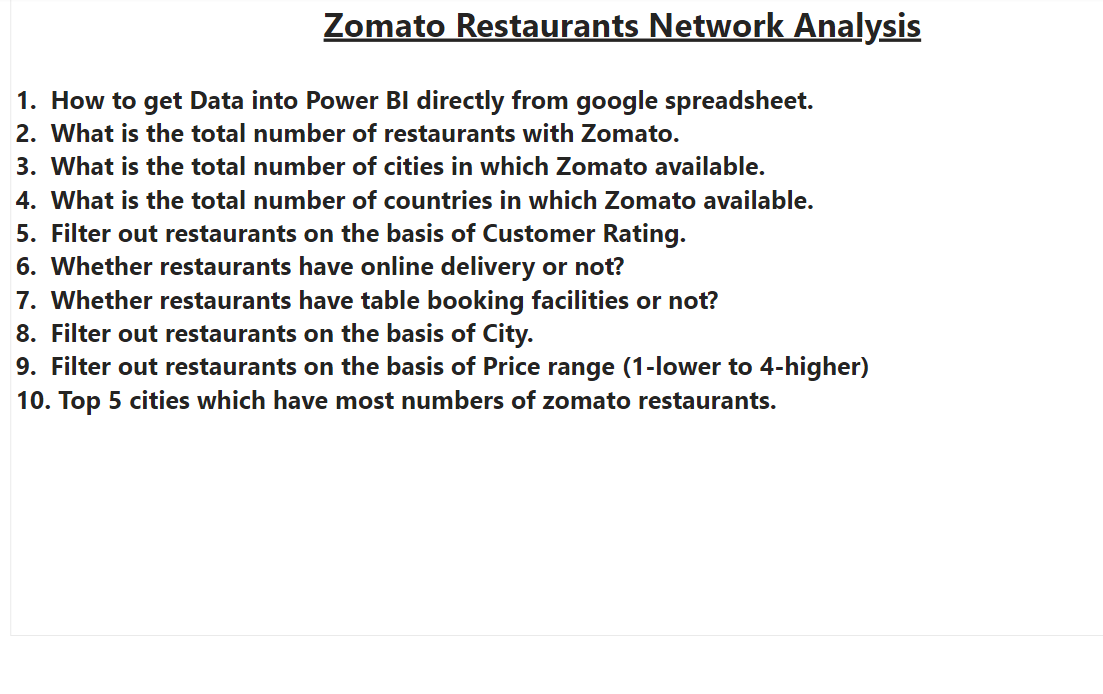 Zomato Restaurants Network Analysis
1. How to get Data into Power BI directly from google spreadsheet.
2. What is the total number of restaurants with Zomato.
3. What is the total number of cities in which Zomato available.
4. What is the total number of countries in which Zomato available.
5. Filter out restaurants on the basis of Customer Rating.
6. Whether restaurants have online delivery or not?
7. Whether restaurants have table booking facilities or not?
8. Filter out restaurants on the basis of City.
9. Filter out restaurants on the basis of Price range (1-lower to 4-higher)
10. Top 5 cities which have most numbers of zomato restaurants.